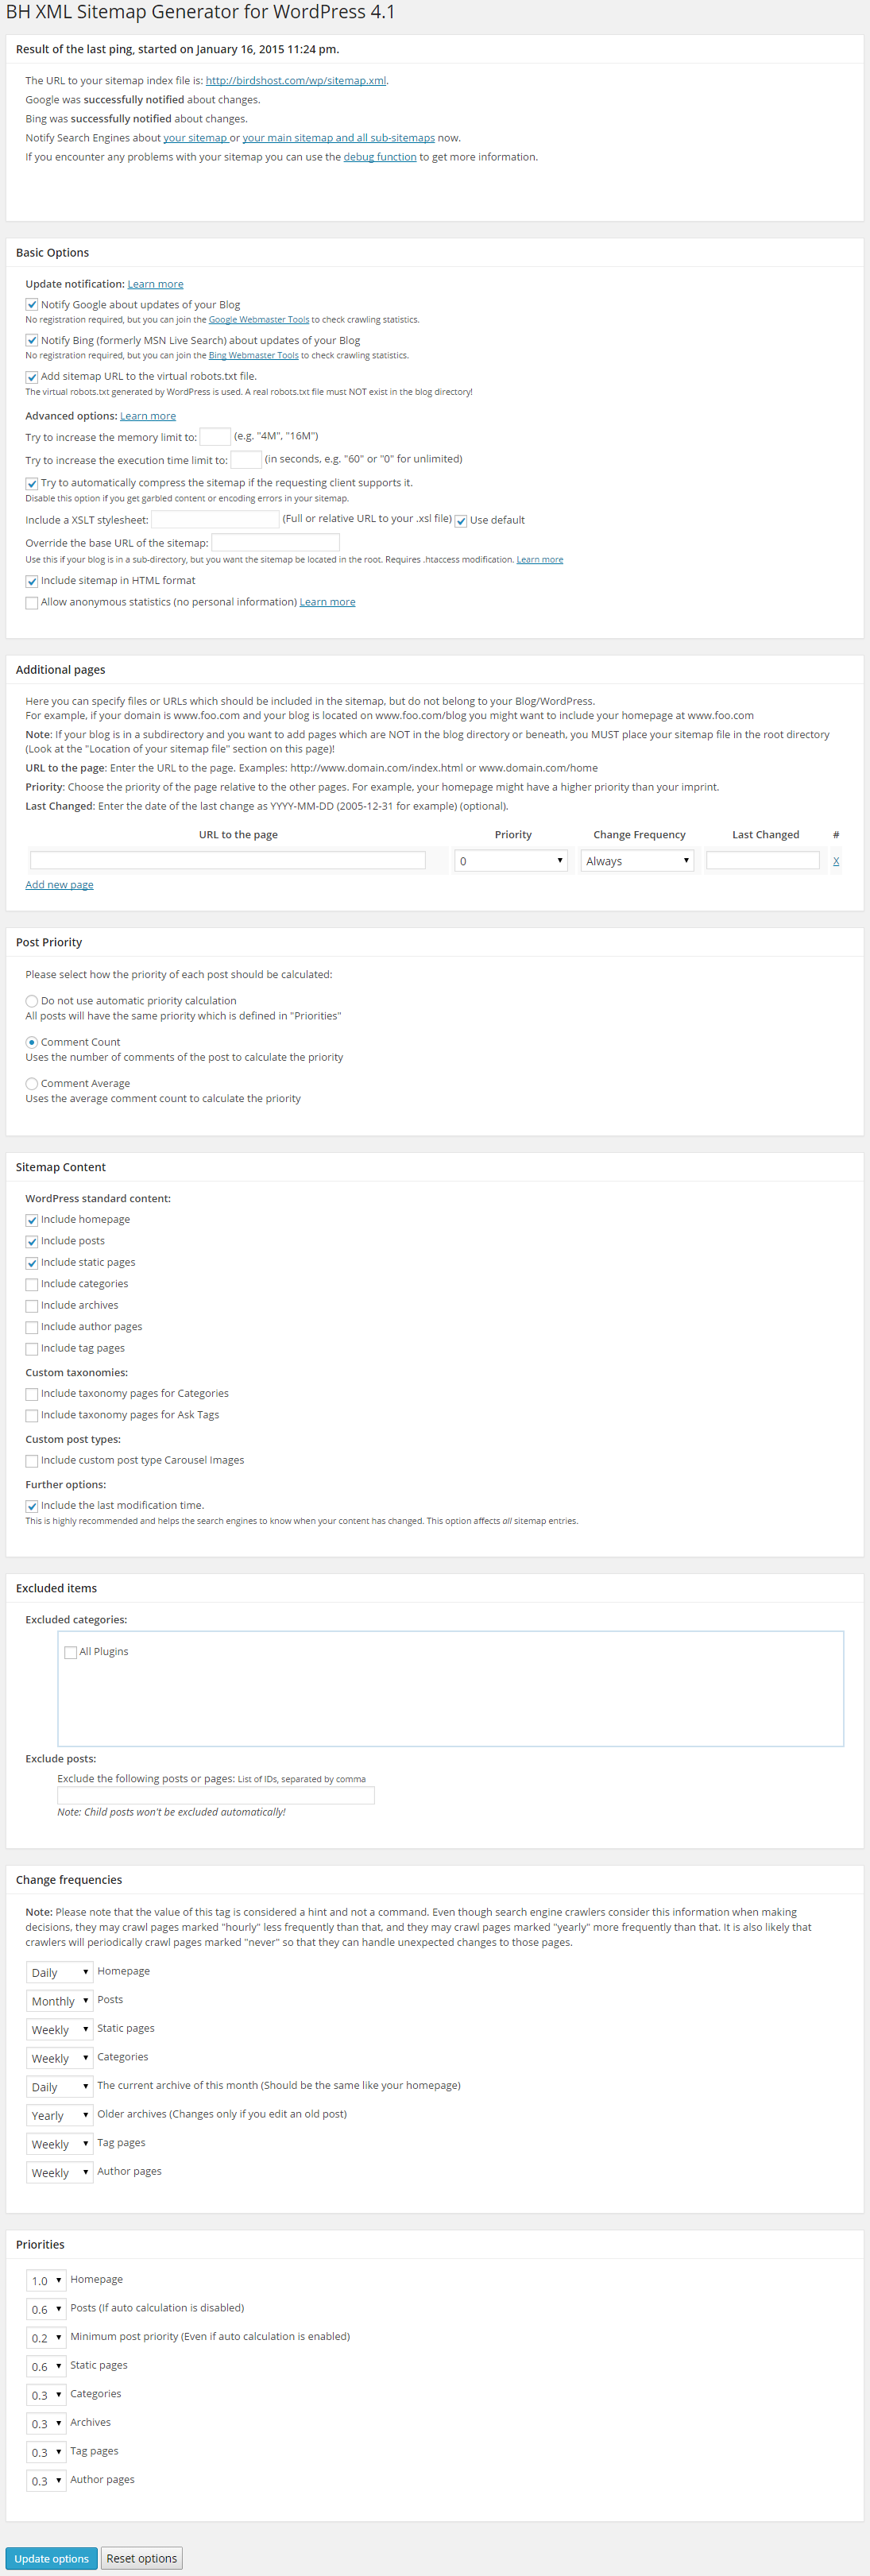 BH XML Sitemap Generator for WordPress 4.1
Result of the last ping, started on January 16, 2015 11:24 pm.
The URL to your sitemap index file is: http://birdshost.com/wp/sitemap.xml.
Google was successfully notified about changes.
Bing was successfully notified about changes.
Notify Search Engines about your sitemap or your main sitemap and all sub-sitemaps now.
If you encounter any problems with your sitemap you can use the debug function to get more information.
Basic Options
Update notification: Learn more
Notify Google about updates of your Blog
No registration required, but you can join the Google Webmaster Tools to check crawling statistics.
Notify Bing (formerly MSN Live Search) about updates of your Blog
No registration required, but you can join the Bing Webmaster Tools to check crawling statistics.
Add sitemap URL to the virtual robots.txt file.
The virtual robots.txt generated by WordPress is used. A real robots.txt file must NOT exist in the blog directory!
Advanced options: Learn more
Try to increase the memory limit to: (e.g. "4M", "16M")
Try to increase the execution time limit to: (in seconds, e.g. "60" or "0" for unlimited)
Try to automatically compress the sitemap if the requesting client supports it.
Disable this option if you get garbled content or encoding errors in your sitemap.
Include a XSLT stylesheet: (Full or relative URL to your .xsl file) Use default
Override the base URL of the sitemap:
Use this if your blog is in a sub-directory, but you want the sitemap be located in the root. Requires .htaccess modification. Learn more
Include sitemap in HTML format
Allow anonymous statistics (no personal information) Learn more
Additional pages
Here you can specify files or URLs which should be included in the sitemap, but do not belong to your Blog/WordPress.
For example, if your domain is www.foo.com and your blog is located on www.foo.com/blog you might want to include your homepage at www.foo.com
Note: If your blog is in a subdirectory and you want to add pages which are NOT in the blog directory or beneath, you MUST place your sitemap file in the root directory
(Look at the "Location of your sitemap file" section on this page)!
URL to the page: Enter the URL to the page. Examples: http://www.domain.com/index.html or www.domain.com/home
Priority: Choose the priority of the page relative to the other pages. For example, your homepage might have a higher priority than your imprint.
Last Changed: Enter the date of the last change as YYYY-MM-DD (2005-12-31 for example) (optional).
URL to the page Priority Change Frequency Last Changed #
0 Always X
Add new page
Post Priority
Please select how the priority of each post should be calculated:
Do not use automatic priority calculation
All posts will have the same priority which is defined in "Priorities"
Comment Count
Uses the number of comments of the post to calculate the priority
Comment Average
Uses the average comment count to calculate the priority
Sitemap Content
WordPress standard content:
Include homepage
Include posts
Include static pages
Include categories
Include archives
Include author pages
Include tag pages
Custom taxonomies:
Include taxonomy pages for Categories
Include taxonomy pages for Ask Tags
Custom post types:
Include custom post type Carousel Images
Further options:
Include the last modification time.
This is highly recommended and helps the search engines to know when your content has changed. This option affects all sitemap entries.
Excluded items
Excluded categories:
All Plugins
Exclude posts:
Exclude the following posts or pages: List of IDs, separated by comma
Note: Child posts won't be excluded automatically!
Change frequencies
Note: Please note that the value of this tag is considered a hint and not a command. Even though search engine crawlers consider this information when making
decisions, they may crawl pages marked "hourly" less frequently than that, and they may crawl pages marked "yearly" more frequently than that. It is also likely that
crawlers will periodically crawl pages marked "never" so that they can handle unexpected changes to those pages.
Daily Homepage
Monthly Posts
Weekly Static pages
Weekly Categories
Daily The current archive of this month (Should be the same like your homepage)
Yearly Older archives (Changes only if you edit an old post)
Weekly Tag pages
Weekly Author pages
Priorities
1.0 Homepage
0.6 Posts (If auto calculation is disabled)
0.2 Minimum post priority (Even if auto calculation is enabled)
0.6 Static pages
0.3 Categories
0.3 Archives
0.3 Tag pages
0.3 Author pages
Update options Reset options